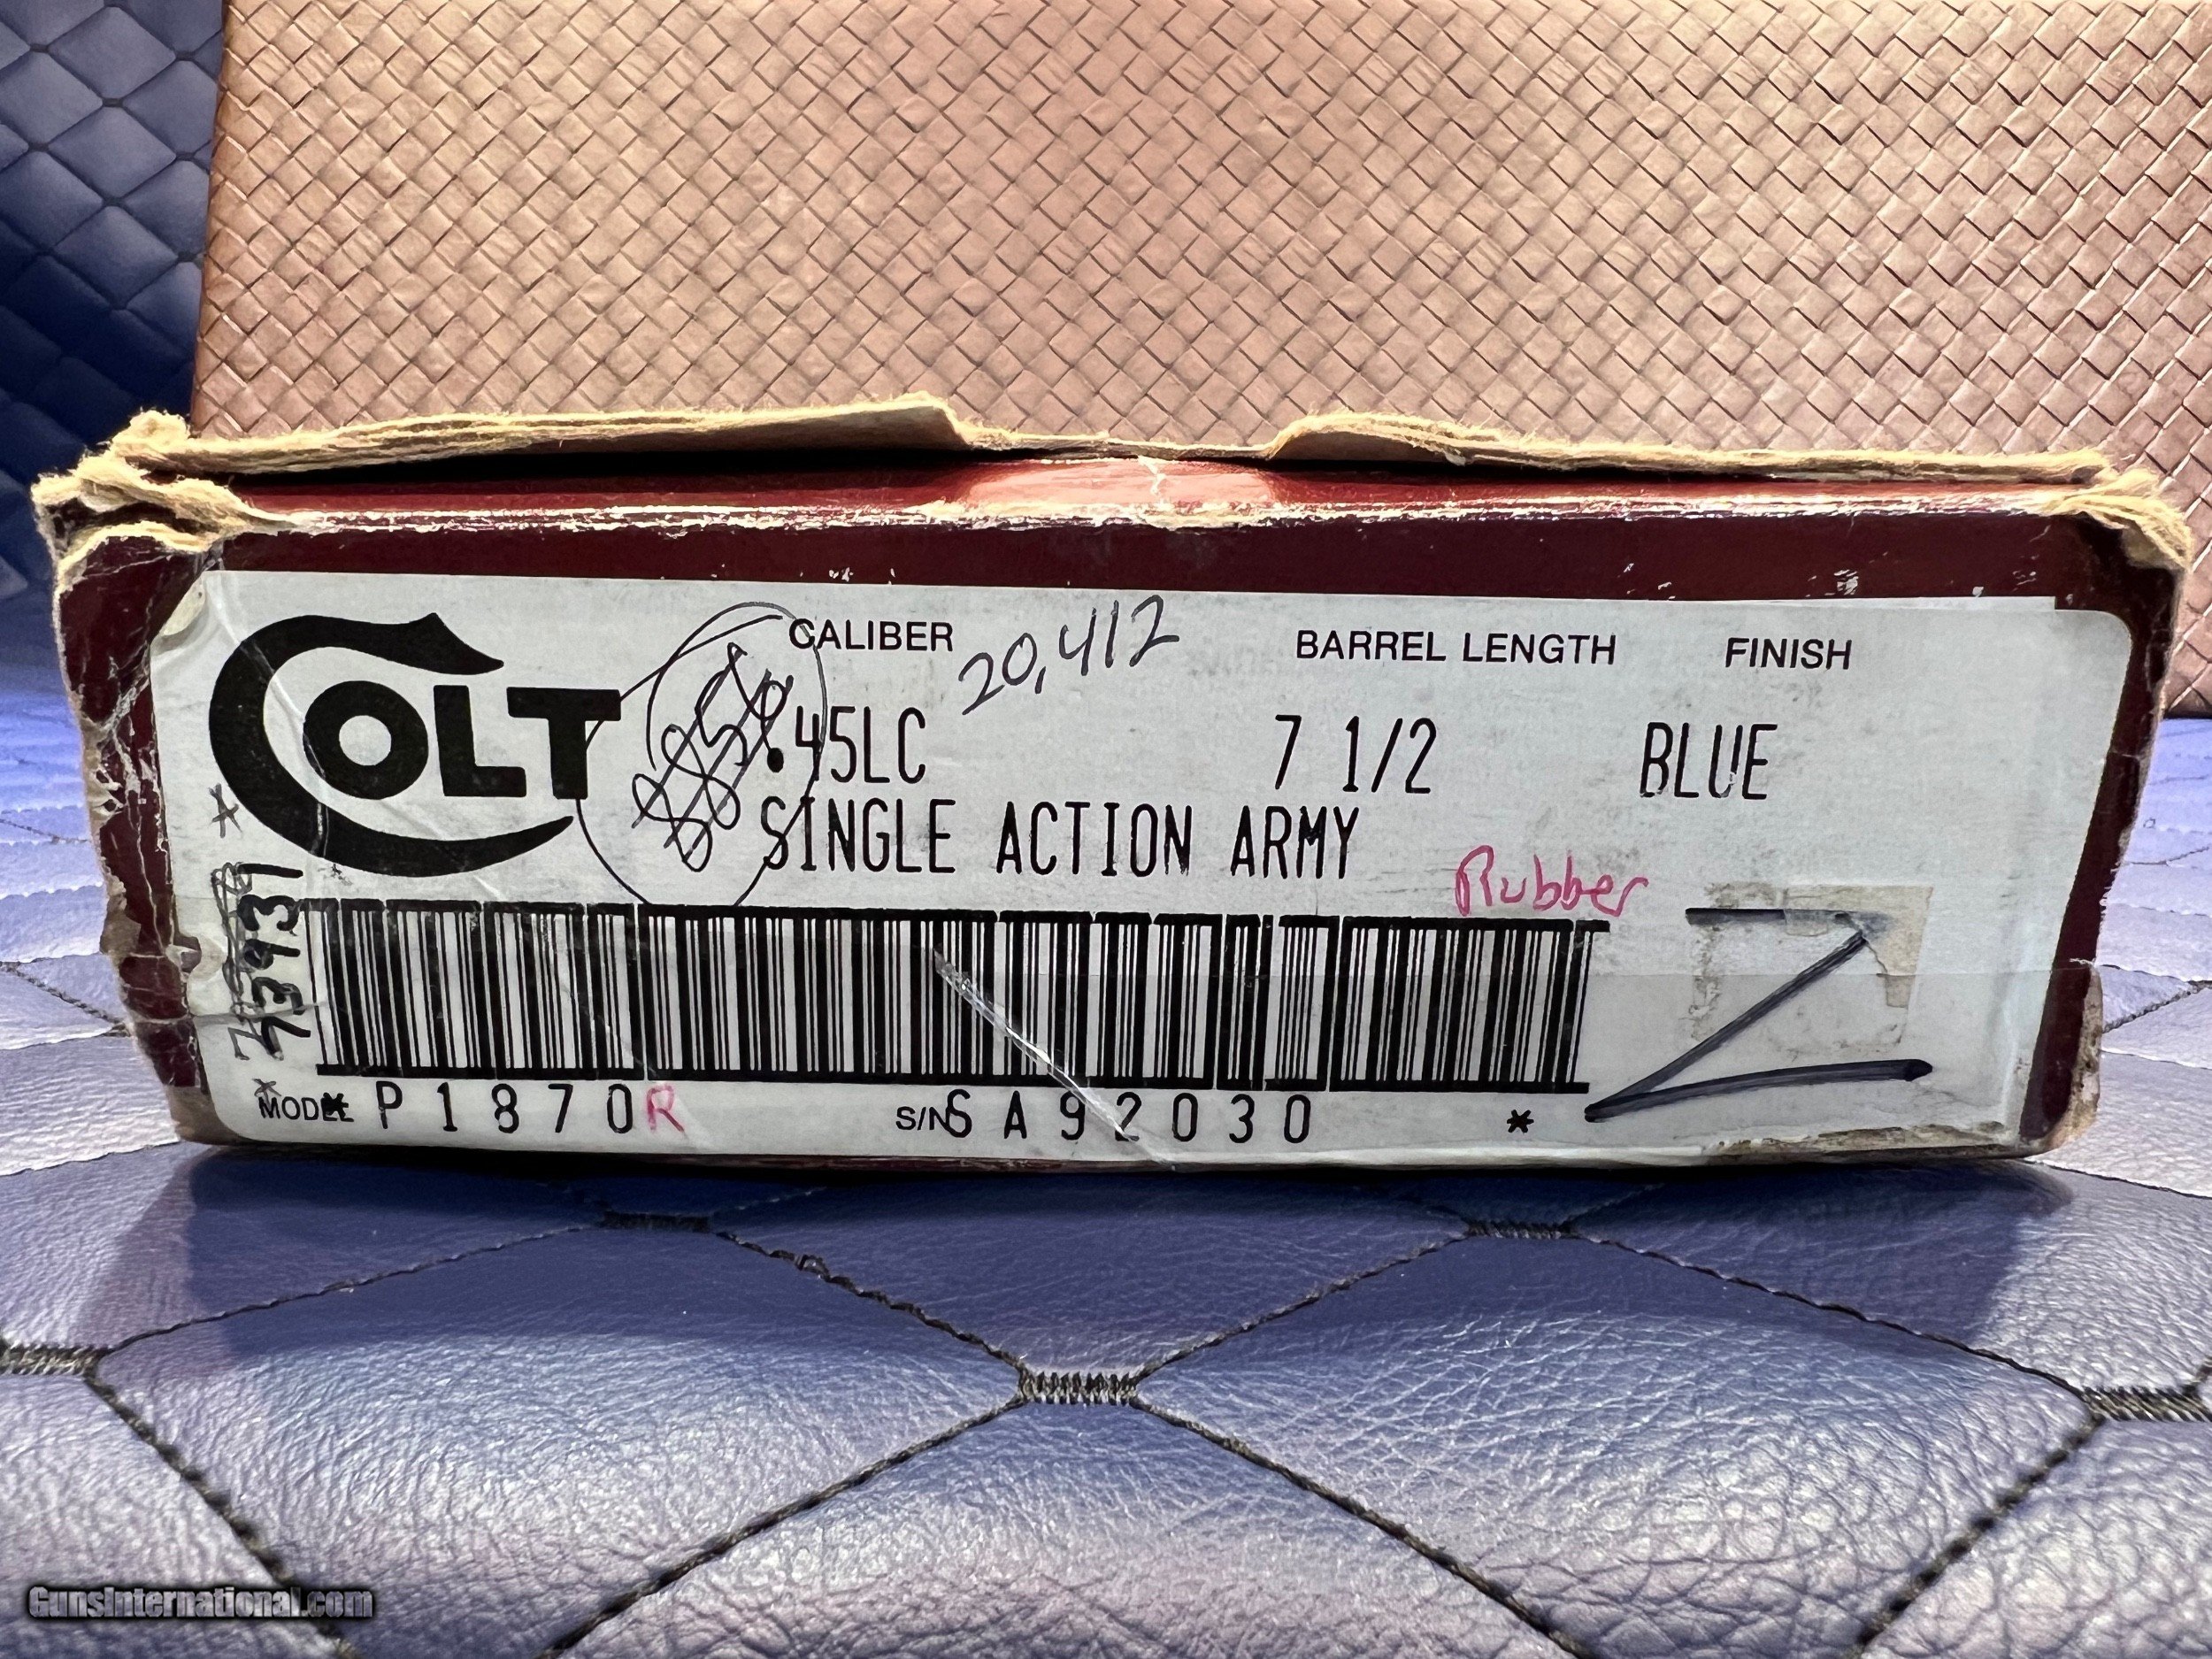 COLT
CALIBER 20,412 BARREL LENGTH FINISH
.45LC 7 1/2 BLUE
SINGLE ACTION ARMY
Rubber
73937
MODEL P1870R S/N SA92030 *
GunsInternational.com